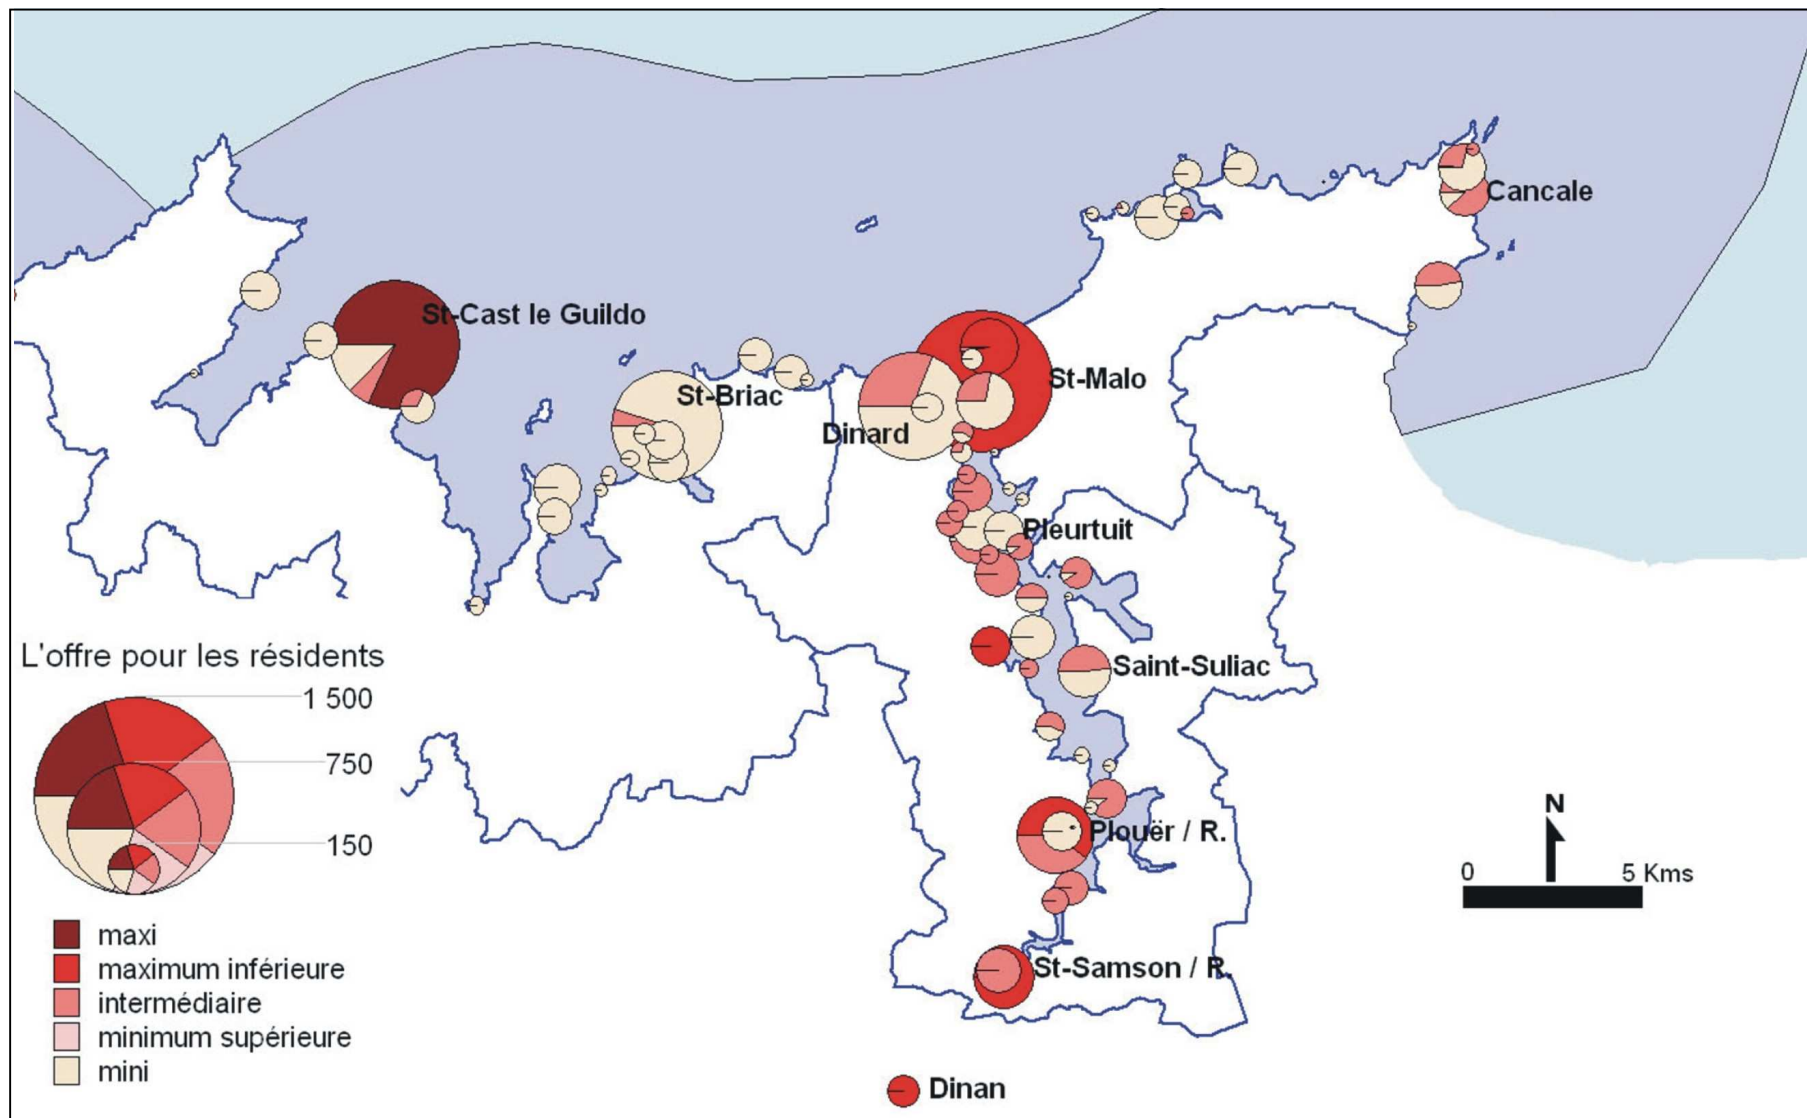 Cancale
St-Cast le Guildo
St-Malo
St-Briac
Dinard
Pleurtuit
Saint-Suliac
Plouër / R.
St-Samson / R.
Dinan
L'offre pour les résidents
1 500
750
150
maxi
maximum inférieure
intermédiaire
minimum supérieure
mini
N
0 5 Kms